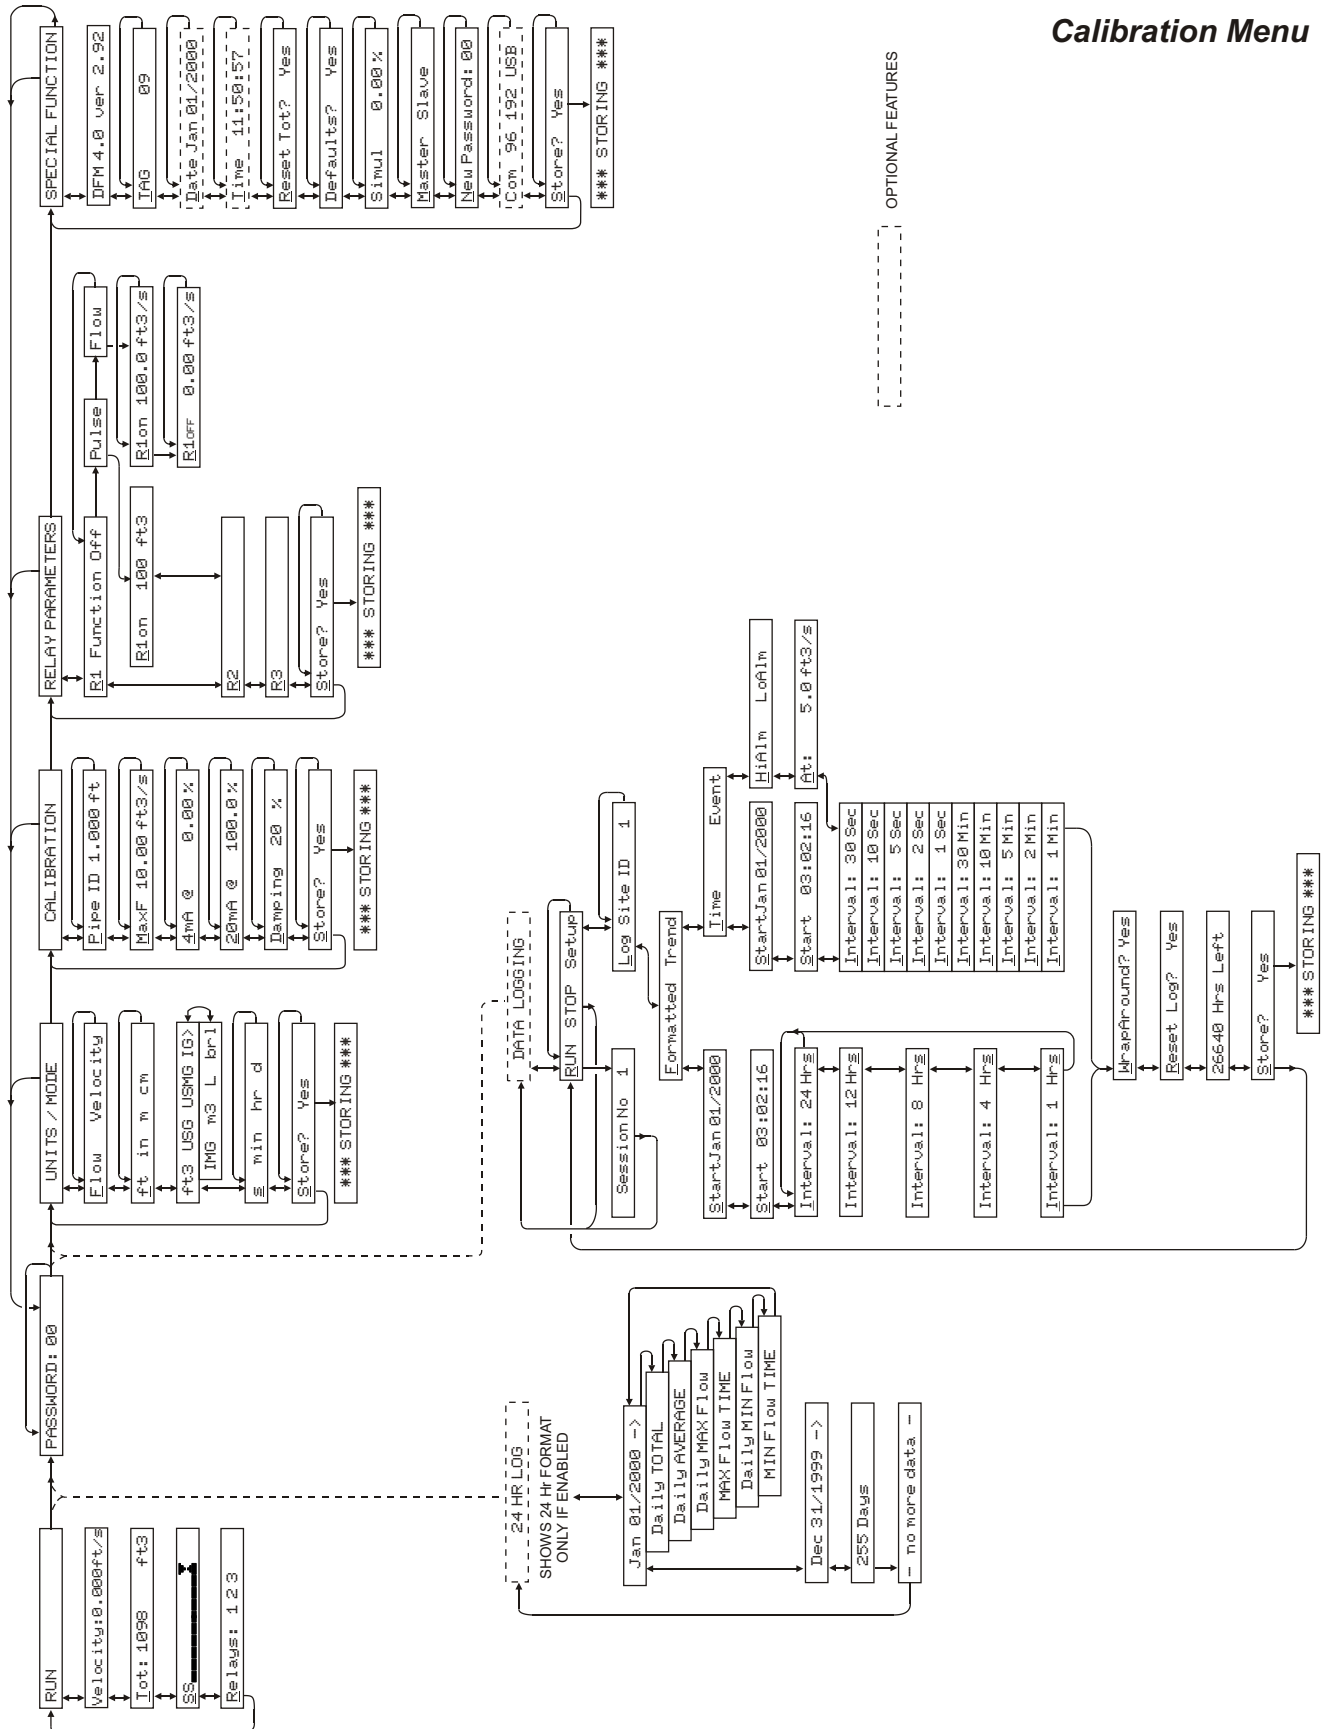 Calibration Menu
RUN
Velocity:0.000ft/s
Tot: 1098 ft3
SS
Relays: 1 2 3
PASSWORD: 00
UNITS / MODE
Flow Velocity
ft in m cm
ft3 USG USMG IG>
IMG m3 L brl
s min hr d
Store? Yes
*** STORING ***
CALIBRATION
Pipe ID 1.000 ft
MaxF 10.00 ft3/s
4mA @ 0.00 %
20mA @ 100.0 %
Damping 20 %
Store? Yes
*** STORING ***
RELAY PARAMETERS
R1 Function Off
Pulse
Flow
R1on 100 ft3
R1on 100.0 ft3/s
R1OFF 0.00 ft3/s
R2
R3
Store? Yes
*** STORING ***
SPECIAL FUNCTION
DFM 4.0 ver 2.92
TAG 09
Date Jan 01/2000
Time 11:50:57
Reset Tot? Yes
Defaults? Yes
Simul 0.00 %
Master Slave
New Password: 00
Com 96 192 USB
Store? Yes
*** STORING ***
24 HR LOG
SHOWS 24 Hr FORMAT
ONLY IF ENABLED
Jan 01/2000 ->
Daily TOTAL
Daily AVERAGE
Daily MAX Flow
MAX Flow TIME
Daily MIN Flow
MIN Flow TIME
Dec 31/1999 ->
255 Days
- no more data -
DATA LOGGING
RUN STOP Setup
Session No 1
Log Site ID 1
Formatted Trend
StartJan 01/2000
Start 03:02:16
Interval: 24 Hrs
Interval: 12 Hrs
Interval: 8 Hrs
Interval: 4 Hrs
Interval: 1 Hrs
Time Event
StartJan 01/2000
Start 03:02:16
HiAlm LoAlm
At: 5.0 ft3/s
Interval: 30 Sec
Interval: 10 Sec
Interval: 5 Sec
Interval: 2 Sec
Interval: 1 Sec
Interval: 30 Min
Interval: 10 Min
Interval: 5 Min
Interval: 2 Min
Interval: 1 Min
WrapAround? Yes
Reset Log? Yes
26640 Hrs Left
Store? Yes
*** STORING ***
OPTIONAL FEATURES